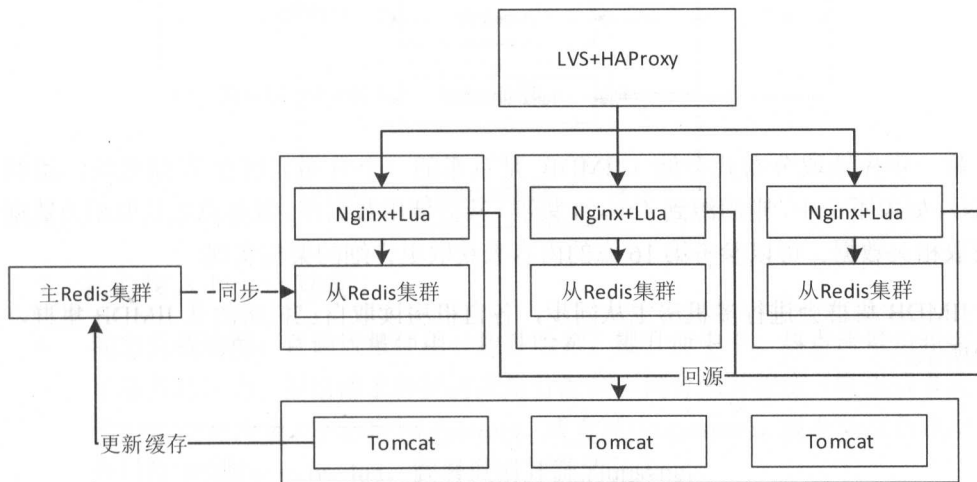 LVS+HAProxy
Nginx+Lua
Nginx+Lua
Nginx+Lua
主Redis集群
同步
从Redis集群
从Redis集群
从Redis集群
回源
更新缓存
Tomcat
Tomcat
Tomcat